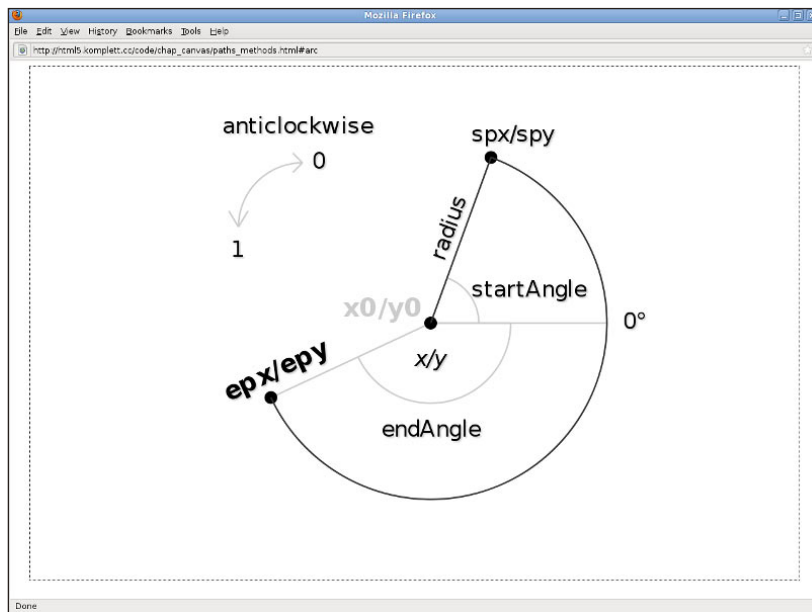 Mozilla Firefox
File Edit View History Bookmarks Tools Help
http://html5.komplett.cc/code/chap_canvas/paths_methods.html#arc
anticlockwise
0
1
spx/spy
radius
startAngle
x0/y0
0°
x/y
epx/epy
endAngle
Done